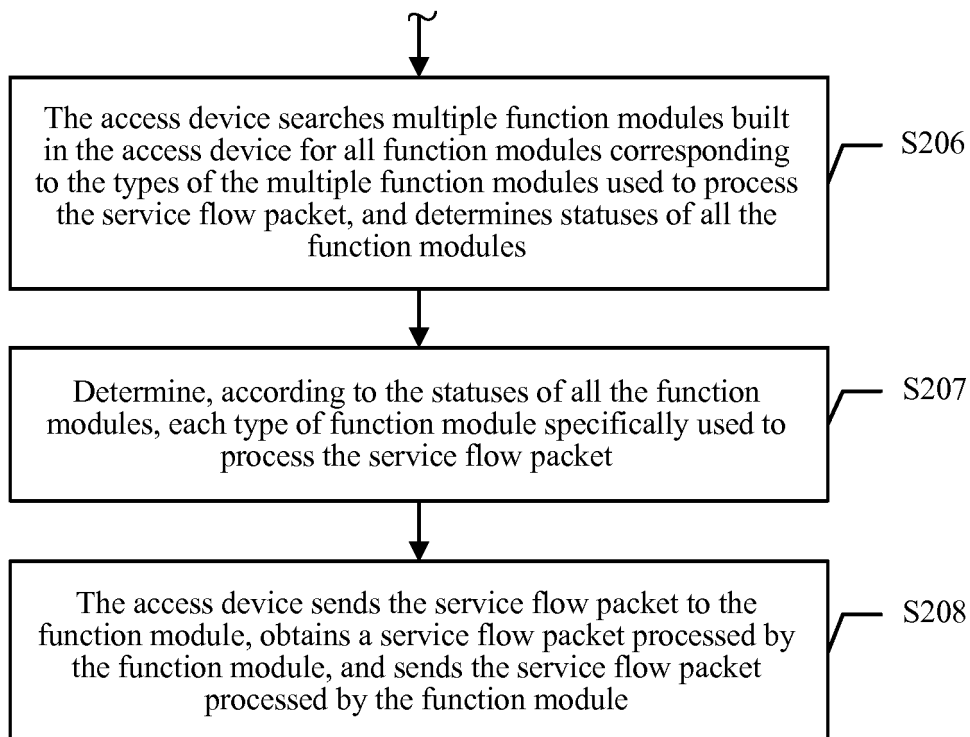 The access device searches multiple function modules built
in the access device for all function modules corresponding
to the types of the multiple function modules used to process
the service flow packet, and determines statuses of all the
function modules
S206
Determine, according to the statuses of all the function
modules, each type of function module specifically used to
process the service flow packet
S207
The access device sends the service flow packet to the
function module, obtains a service flow packet processed by
the function module, and sends the service flow packet
processed by the function module
S208